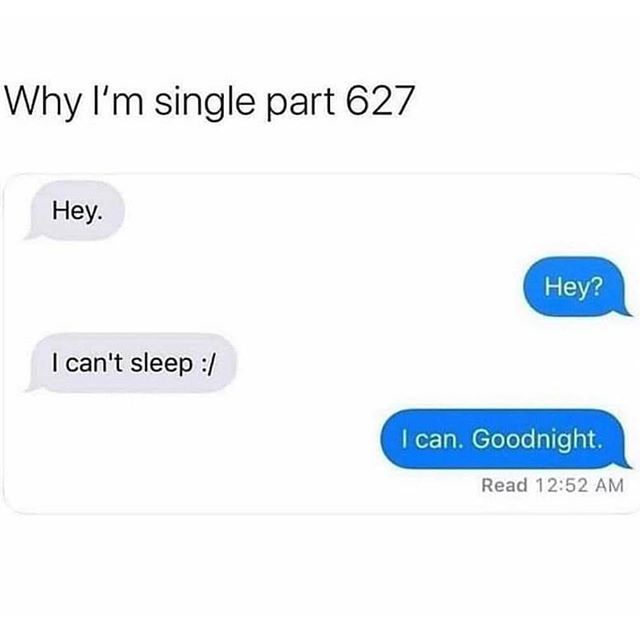 Why I'm single part 627
Hey.
Hey?
I can't sleep :/
I can. Goodnight.
Read 12:52 AM